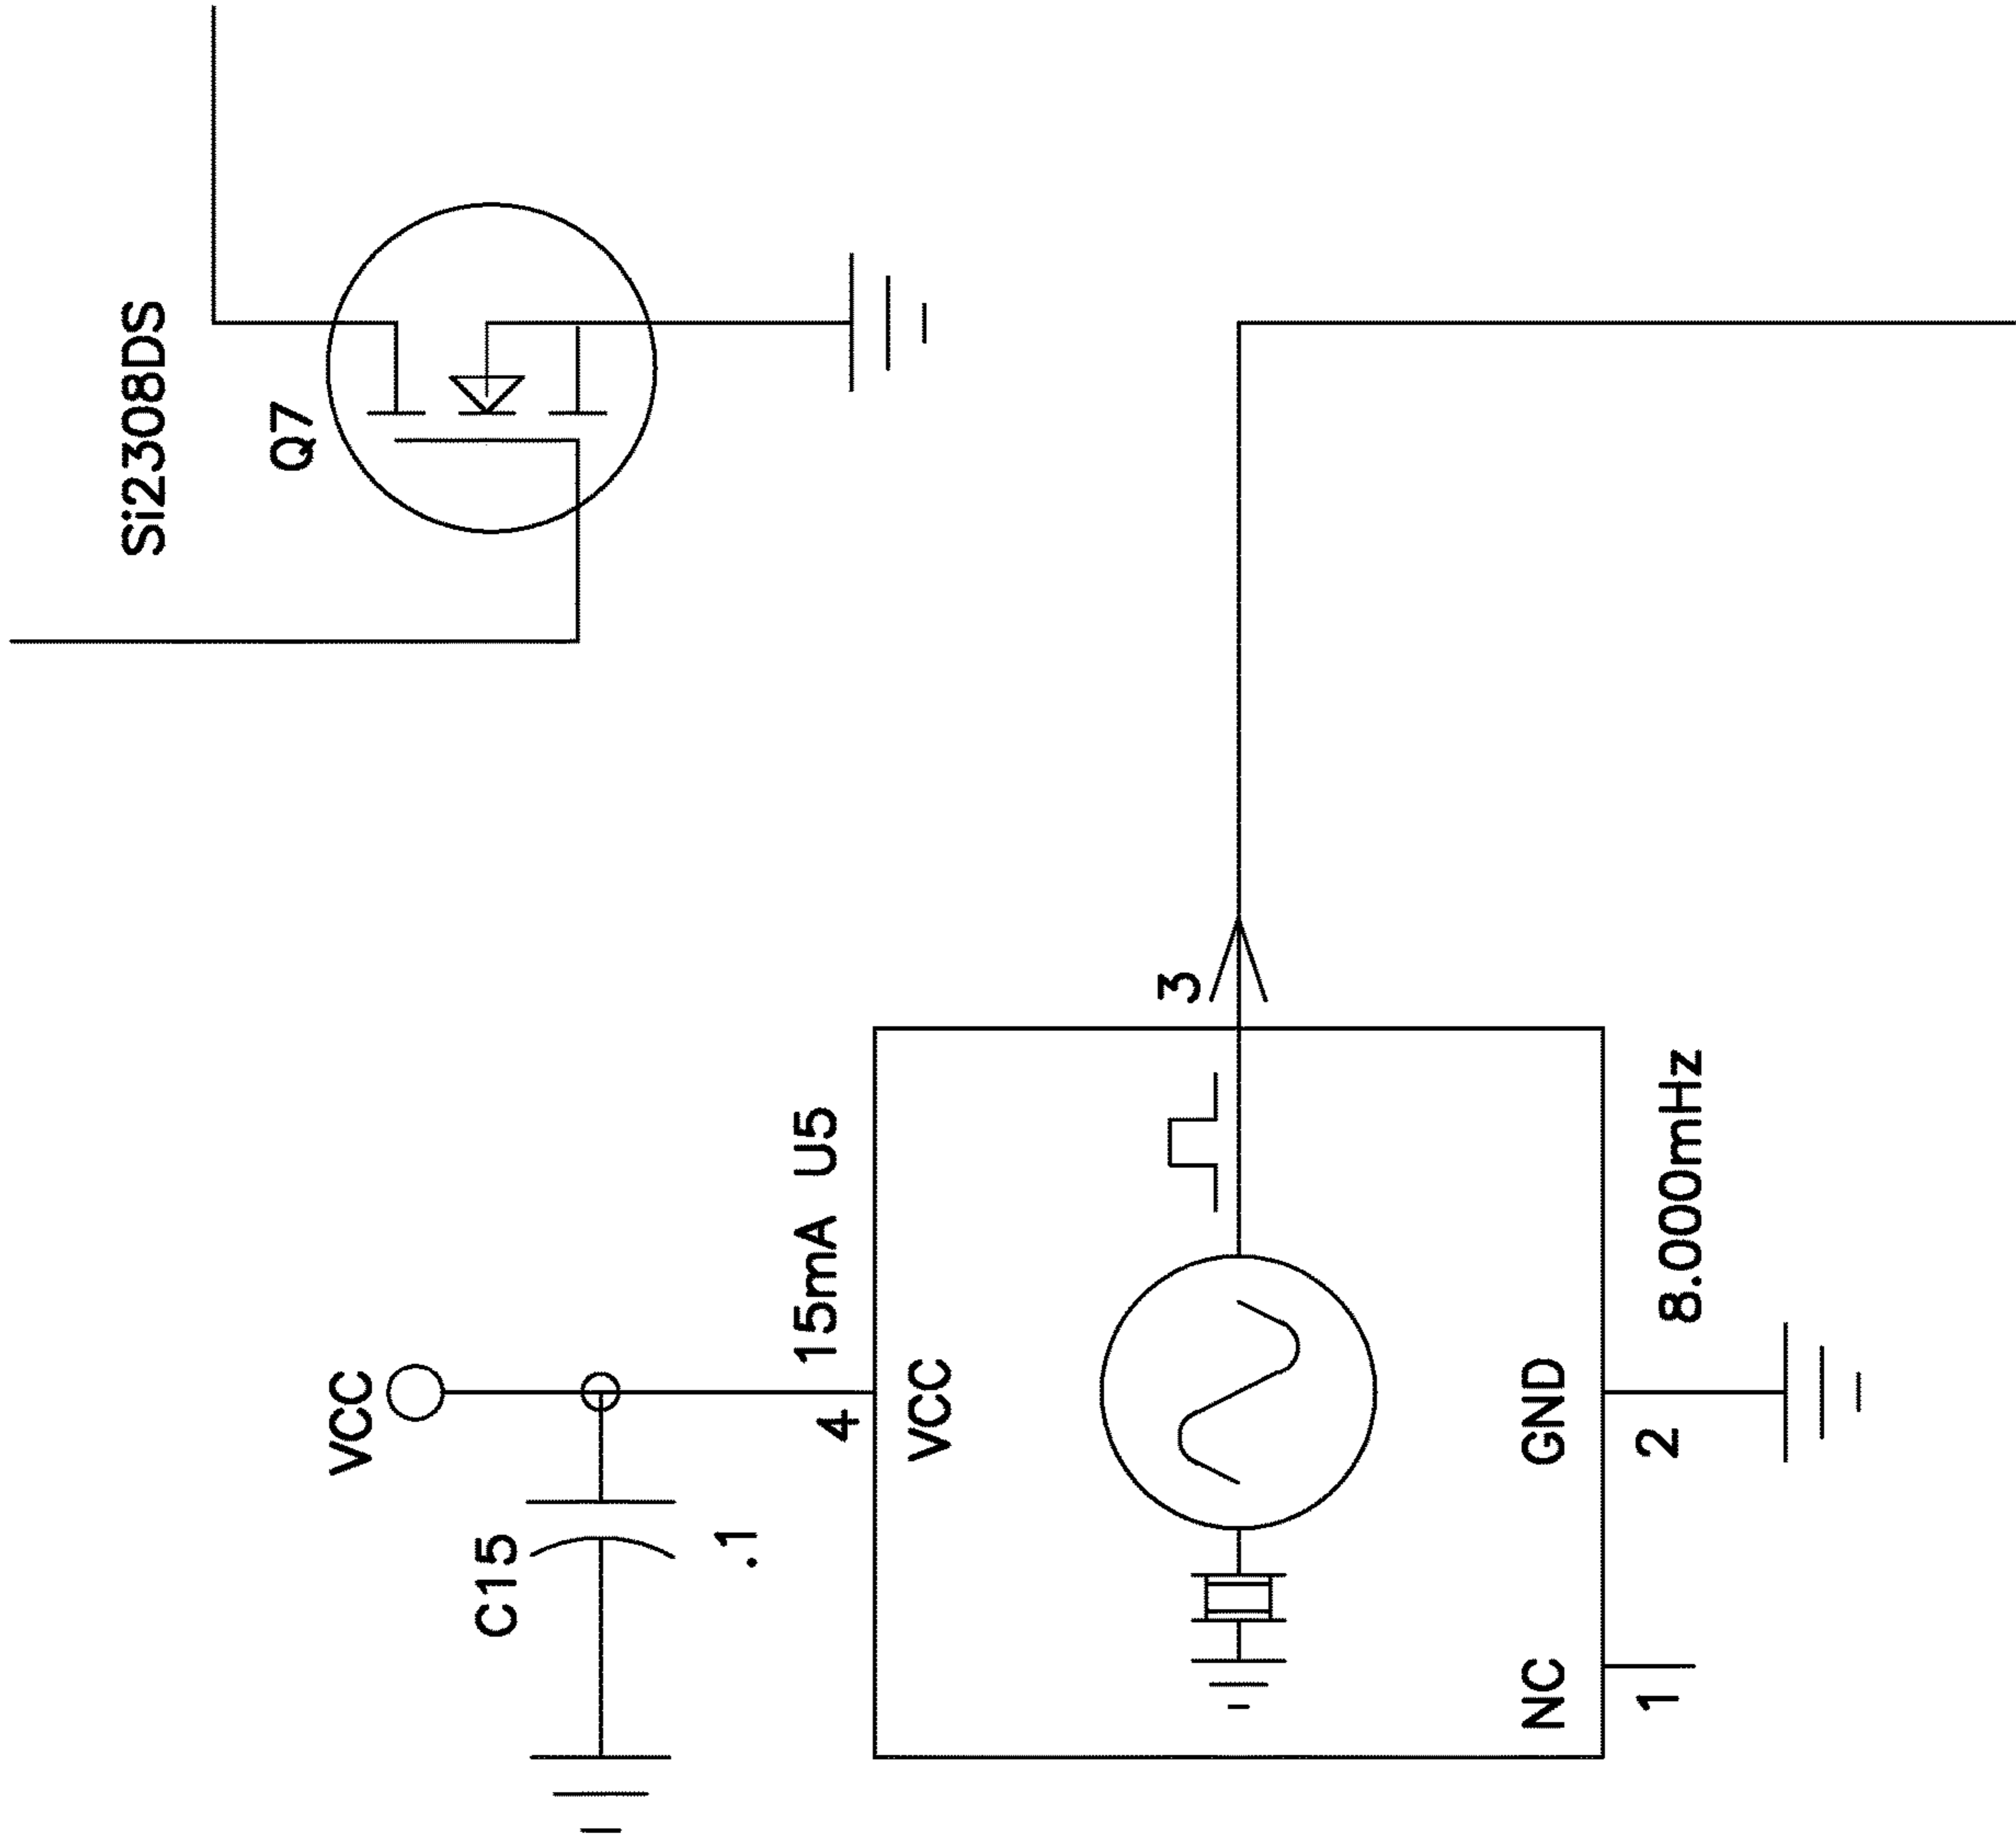 Si2308DS
Q7
VCC
C15
.1
15mA U5
4
VCC
3
GND
2
8.000mHz
NC
1